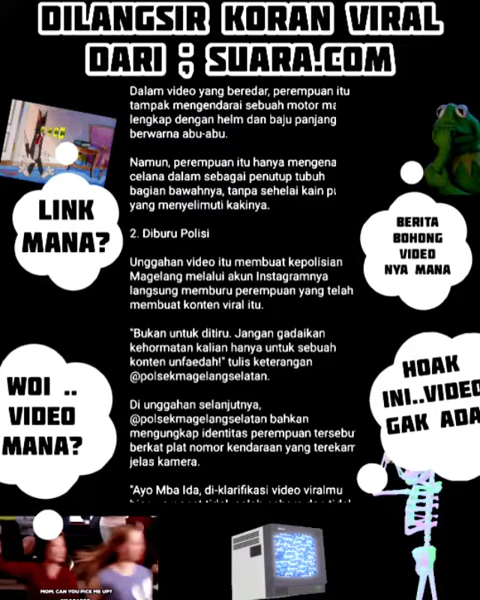 DILANGSIR KORAN VIRAL
DARI ; SUARA.COM
Dalam video yang beredar, perempuan itu
tampak mengendarai sebuah motor
lengkap dengan helm dan baju panjang
berwarna abu-abu.
Namun, perempuan itu hanya
celana dalam sebagai penutup tubuh
bagian bawahnya, tanpa sehelai kain
yang menyelimuti kakinya.
2. Diburu Polisi
Unggahan video itu membuat kepolisian
Magelang melalui akun Instagramnya
langsung memburu perempuan yang telah
membuat konten viral itu.
"Bukan untuk ditiru. Jangan gadaikan
kehormatan kalian hanya untuk sebuah
konten unfaedah!" tulis keterangan
@polsekmagelangselatan.
Di unggahan selanjutnya,
@polsekmagelangselatan bahkan
mengungkap identitas perempuan
berkat plat nomor kendaraan yang
jelas kamera.
"Ayo Mba Ida, di-klarifikasi video viralmu
LINK
MANA?
BERITA
BOHONG
VIDEO
NYA MANA
WOI ..
VIDEO
MANA?
HOAK
INI..VIDEO
GAK ADA
MOM, CAN YOU PICK ME UP?